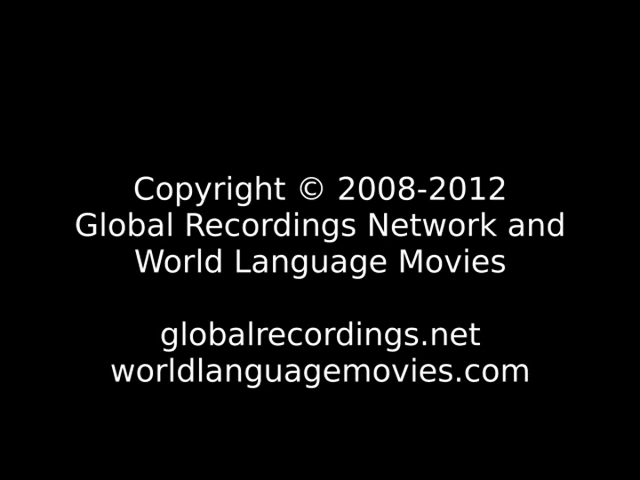 Copyright © 2008-2012
Global Recordings Network and
World Language Movies
globalrecordings.net
worldlanguagemovies.com